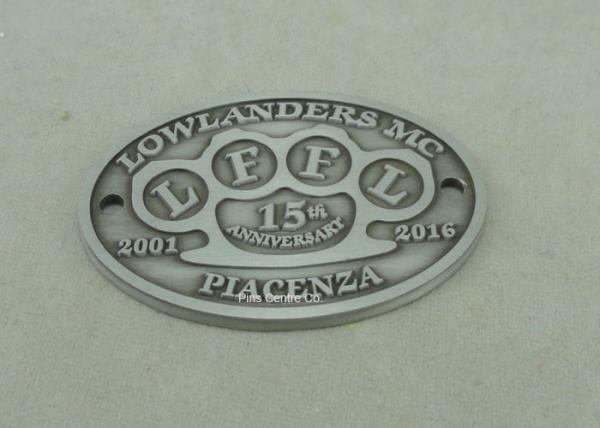 LOWLANDERS MC
L F F L
15th
ANNIVERSARY
2001 2016
PIACENZA
Pins Centre Co.